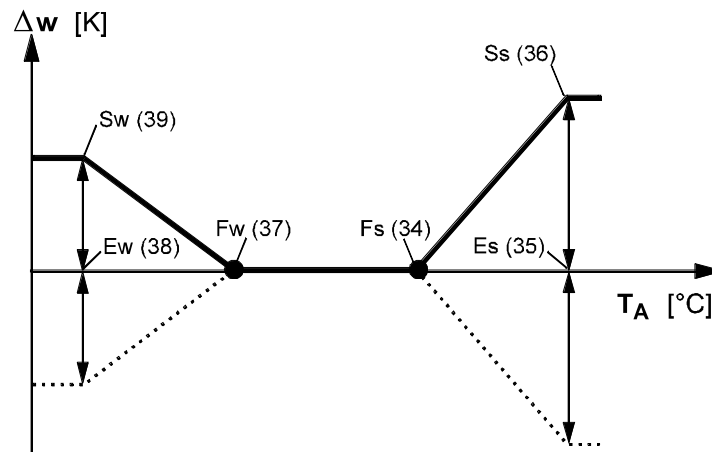 Δw [K]
Ss (36)
Sw (39)
Ew (38)
Fw (37)
Fs (34)
Es (35)
TA [°C]